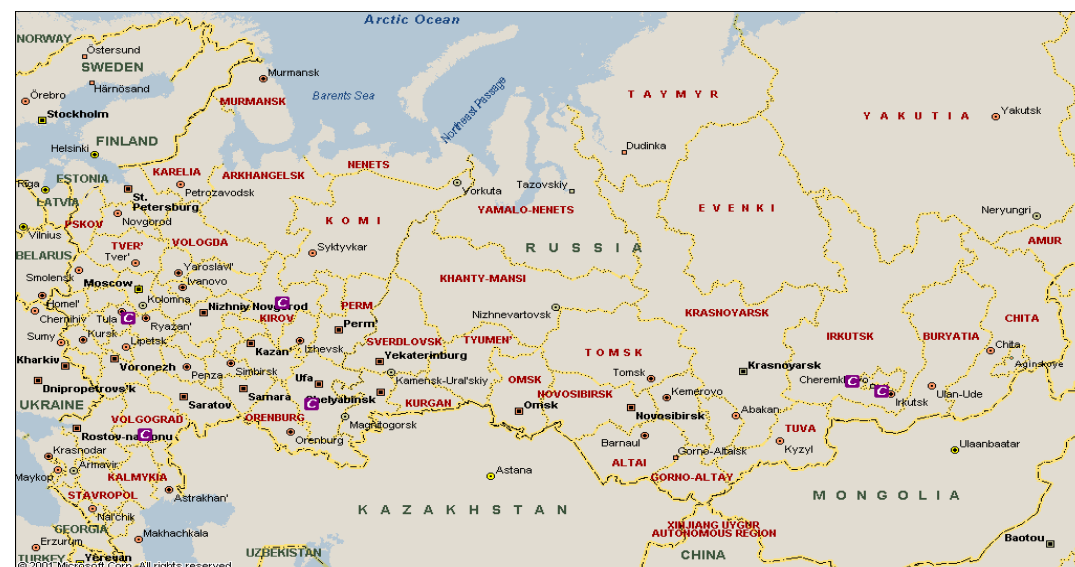 Arctic Ocean
NORWAY
Östersund
SWEDEN
Murmansk
Härnösand
Örebro
MURMANSK
Barents Sea
Northeast Passage
TAYMYR
YAKUTIA
Yakutsk
Stockholm
FINLAND
Helsinki
Dudinka
ESTONIA
KARELIA
ARKHANGELSK
NENETS
Riga
Petrozavodsk
Vorkuta
Tazovskiy
LATVIA
St.
Petersburg
YAMALO-NENETS
EVENKI
Neryungri
PSKOV
Novgorod
KOMI
Vilnius
TVER'
VOLOGDA
Syktyvkar
RUSSIA
AMUR
BELARUS
Tver'
Smolensk
Yaroslavl'
Ivanovo
KHANTY-MANSI
Moscow
Kolomna
Homel'
Chernihiv
Tula
Ryazan'
Nizhniy Novgorod
C
KIROV
PERM
Perm'
Nizhnevartovsk
KRASNOYARSK
IRKUTSK
BURYATIA
CHITA
Chita
Aginskoye
C
Sumy
Kursk
Lipetsk
Kazan'
Izhevsk
SVERDLOVSK
TYUMEN'
TOMSK
Kharkiv
Voronezh
Penza
Simbirsk
Yekaterinburg
Kamensk-Ural'skiy
OMSK
Tomsk
Krasnoyarsk
Dnipropetrovs'k
Samara
Ufa
Chelyabinsk
C
KURGAN
NOVOSIBIRSK
Kemerovo
C
C
Irkutsk
Ulan-Ude
UKRAINE
Saratov
VOLGOGRAD
ORENBURG
Magnitogorsk
Omsk
Novosibirsk
Abakan
Rostov-na-Donu
C
Orenburg
Barnaul
TUVA
Kyzyl
Ulaanbaatar
Krasnodar
Armavir
Maykop
KALMYKIA
Astana
ALTAI
Gorno-Altaisk
GORNO-ALTAY
STAVROPOL
Astrakhan'
KAZAKHSTAN
MONGOLIA
Nal'chik
GEORGIA
Makhachkala
XINJIANG UYGUR
AUTONOMOUS REGION
Erzurum
TURKEY
Yerevan
UZBEKISTAN
CHINA
Baotou
© 2001 Microsoft Corp. All rights reserved.